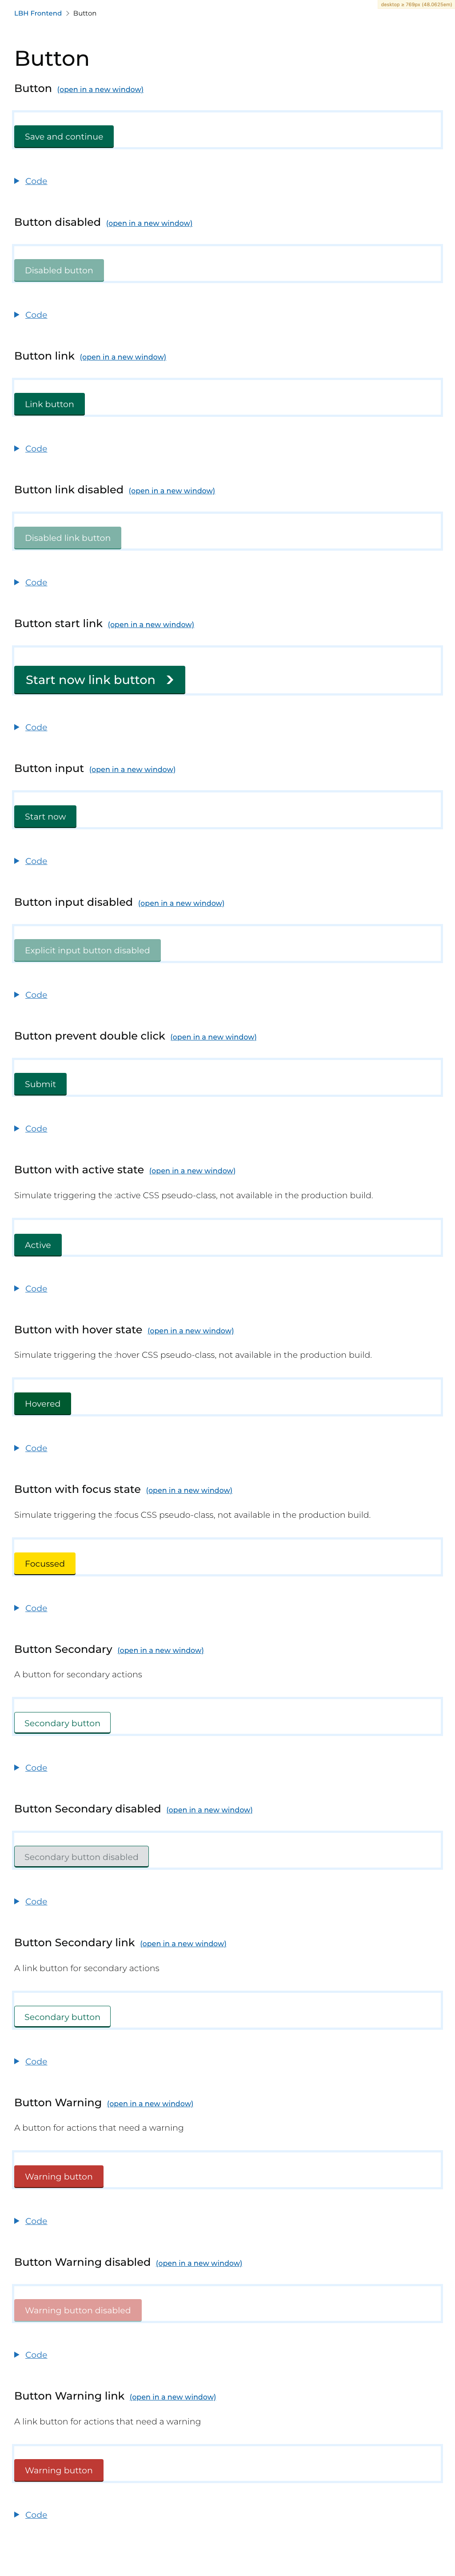 desktop ≥ 769px (48.0625em)
LBH Frontend > Button
Button
Button (open in a new window)
Save and continue
Code
Button disabled (open in a new window)
Disabled button
Code
Button link (open in a new window)
Link button
Code
Button link disabled (open in a new window)
Disabled link button
Code
Button start link (open in a new window)
Start now link button
Code
Button input (open in a new window)
Start now
Code
Button input disabled (open in a new window)
Explicit input button disabled
Code
Button prevent double click (open in a new window)
Submit
Code
Button with active state (open in a new window)
Simulate triggering the :active CSS pseudo-class, not available in the production build.
Active
Code
Button with hover state (open in a new window)
Simulate triggering the :hover CSS pseudo-class, not available in the production build.
Hovered
Code
Button with focus state (open in a new window)
Simulate triggering the :focus CSS pseudo-class, not available in the production build.
Focussed
Code
Button Secondary (open in a new window)
A button for secondary actions
Secondary button
Code
Button Secondary disabled (open in a new window)
Secondary button disabled
Code
Button Secondary link (open in a new window)
A link button for secondary actions
Secondary button
Code
Button Warning (open in a new window)
A button for actions that need a warning
Warning button
Code
Button Warning disabled (open in a new window)
Warning button disabled
Code
Button Warning link (open in a new window)
A link button for actions that need a warning
Warning button
Code